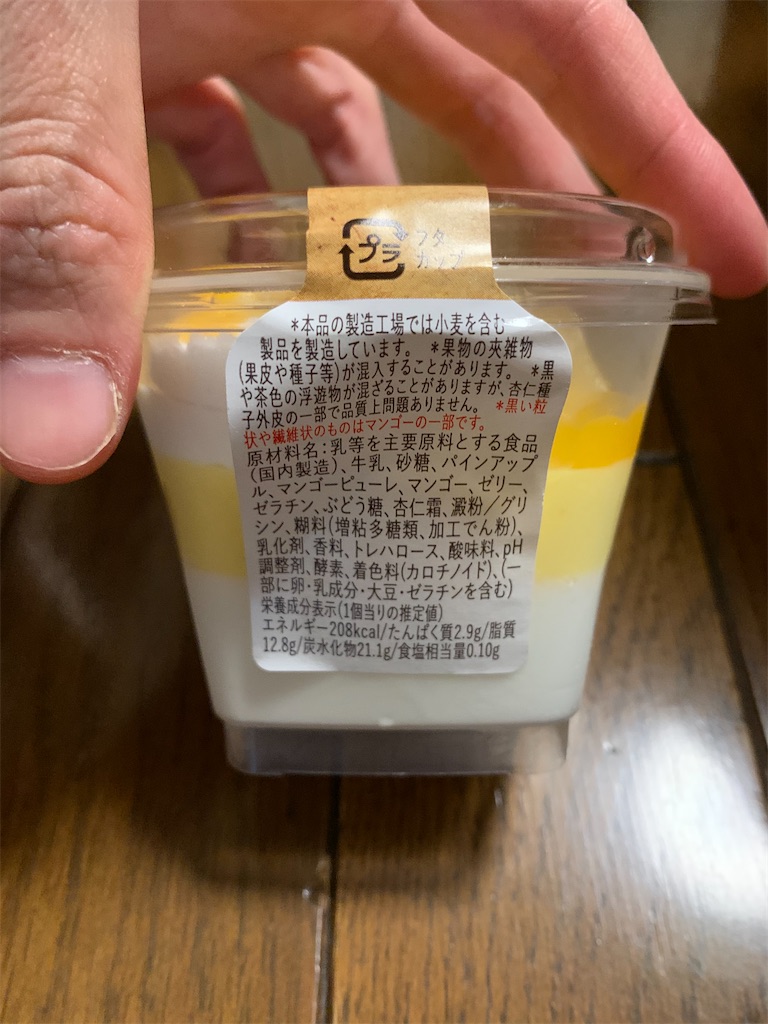 プラ
フタ
カップ
＊本品の製造工場では小麦を含む
製品を製造しています。 ＊果物の夾雑物
(果皮や種子等)が混入することがあります。 ＊黒
や茶色の浮遊物が混ざることがありますが、杏仁種
子外皮の一部で品質上問題ありません。 ＊黒い粒
状や繊維状のものはマンゴーの一部です。
原材料名:乳等を主要原料とする食品
(国内製造)、牛乳、砂糖、パインアップ
ル、マンゴーピューレ、マンゴー、ゼリー、
ゼラチン、ぶどう糖、杏仁霜、澱粉／グリ
シン、糊料(増粘多糖類、加工でん粉)、
乳化剤、香料、トレハロース、酸味料、pH
調整剤、酵素、着色料(カロチノイド)、(一
部に卵・乳成分・大豆・ゼラチンを含む)
栄養成分表示(1個当りの推定値)
エネルギー208kcal/たんぱく質2.9g/脂質
12.8g/炭水化物21.1g/食塩相当量0.10g